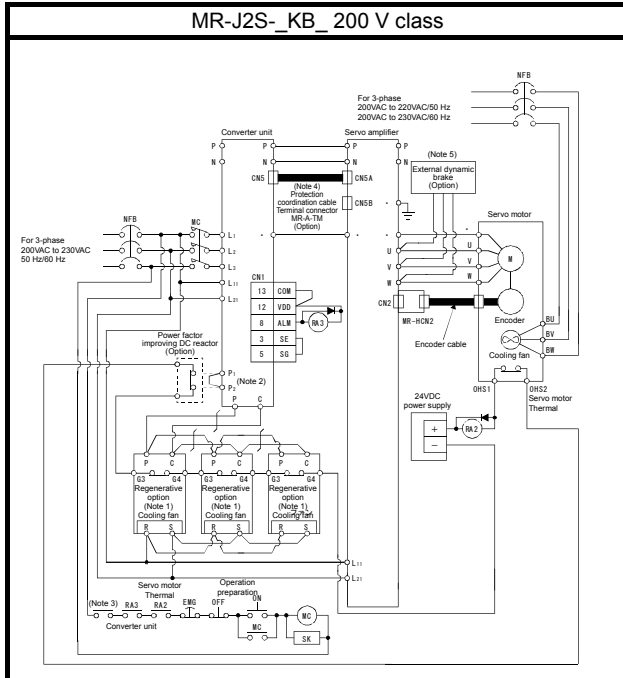 MR-J2S-_KB_ 200 V class
NFB
For 3-phase
200VAC to 220VAC/50 Hz
200VAC to 230VAC/60 Hz
Converter unit
Servo amplifier
P P P P
N N N N
(Note 5)
External dynamic
brake
(Option)
CN5 CN5A
(Note 4)
Protection
coordination cable
Terminal connector
MR-A-TM
(Option)
CN5B
Servo motor
NFB MC
For 3-phase
200VAC to 230VAC
50 Hz/60 Hz
L1
L2
L3
L11
L21
U U
V V
W W
M
CN1
13 COM
12 VDD
8 ALM
3 SE
5 SG
RA3
CN2
MR-HCN2
Encoder
Encoder cable
BU
BV
BW
Cooling fan
OHS1 OHS2
Servo motor
Thermal
Power factor
improving DC reactor
(Option)
P1
P2
(Note 2)
P C
24VDC
power supply
+
−
RA2
P C P C P C
G3 G4 G3 G4 G3 G4
Regenerative Regenerative Regenerative
option option option
(Note 1) (Note 1) (Note 1)
Cooling fan Cooling fan Cooling fan
R S R S R S
L11
L21
Servo motor
Thermal
Operation
preparation
(Note 3) RA3 RA2 EMG OFF ON
MC
MC
SK
Converter unit